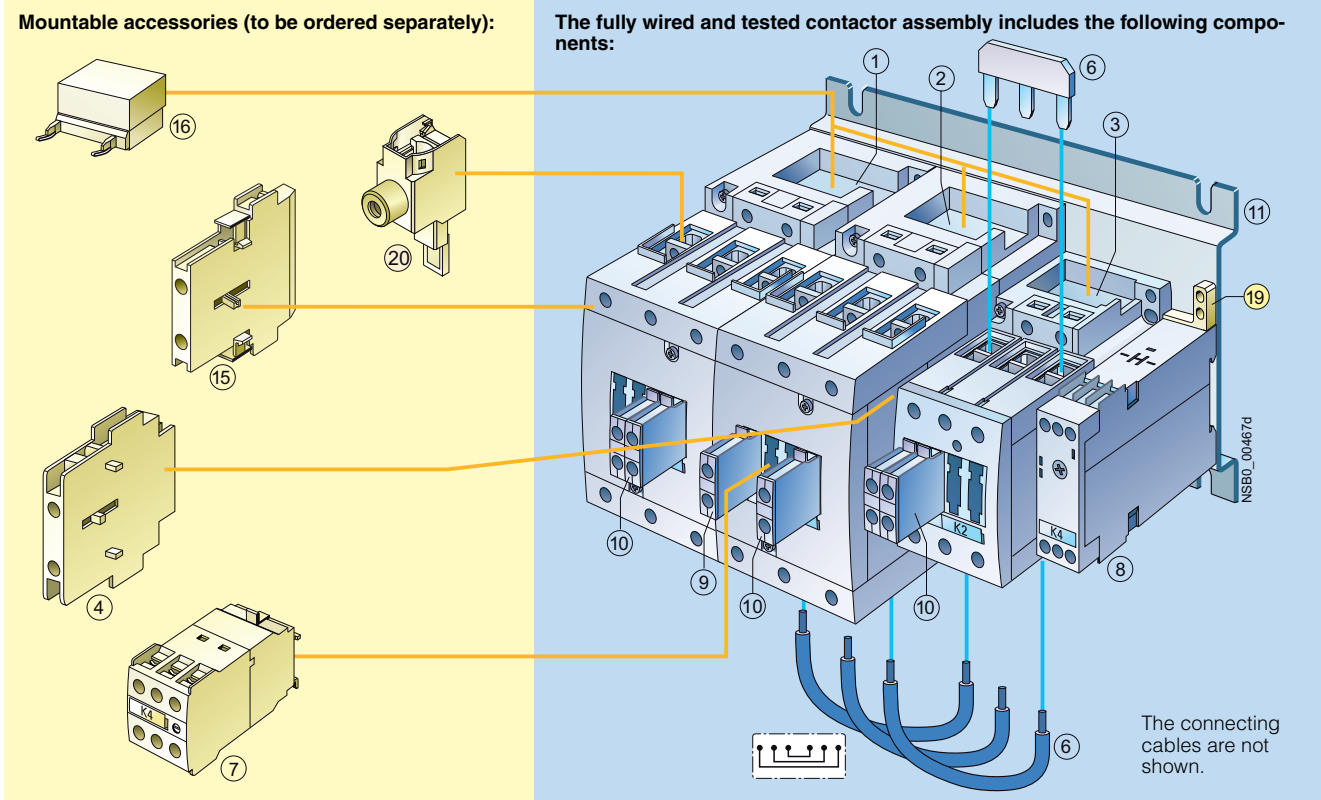 Mountable accessories (to be ordered separately):
The fully wired and tested contactor assembly includes the following compo-
nents:
1
6
2
3
16
11
20
19
15
NSB0_00467d
10
K2
K4
9
8
10
10
4
K4
6
7
The connecting
cables are not
shown.